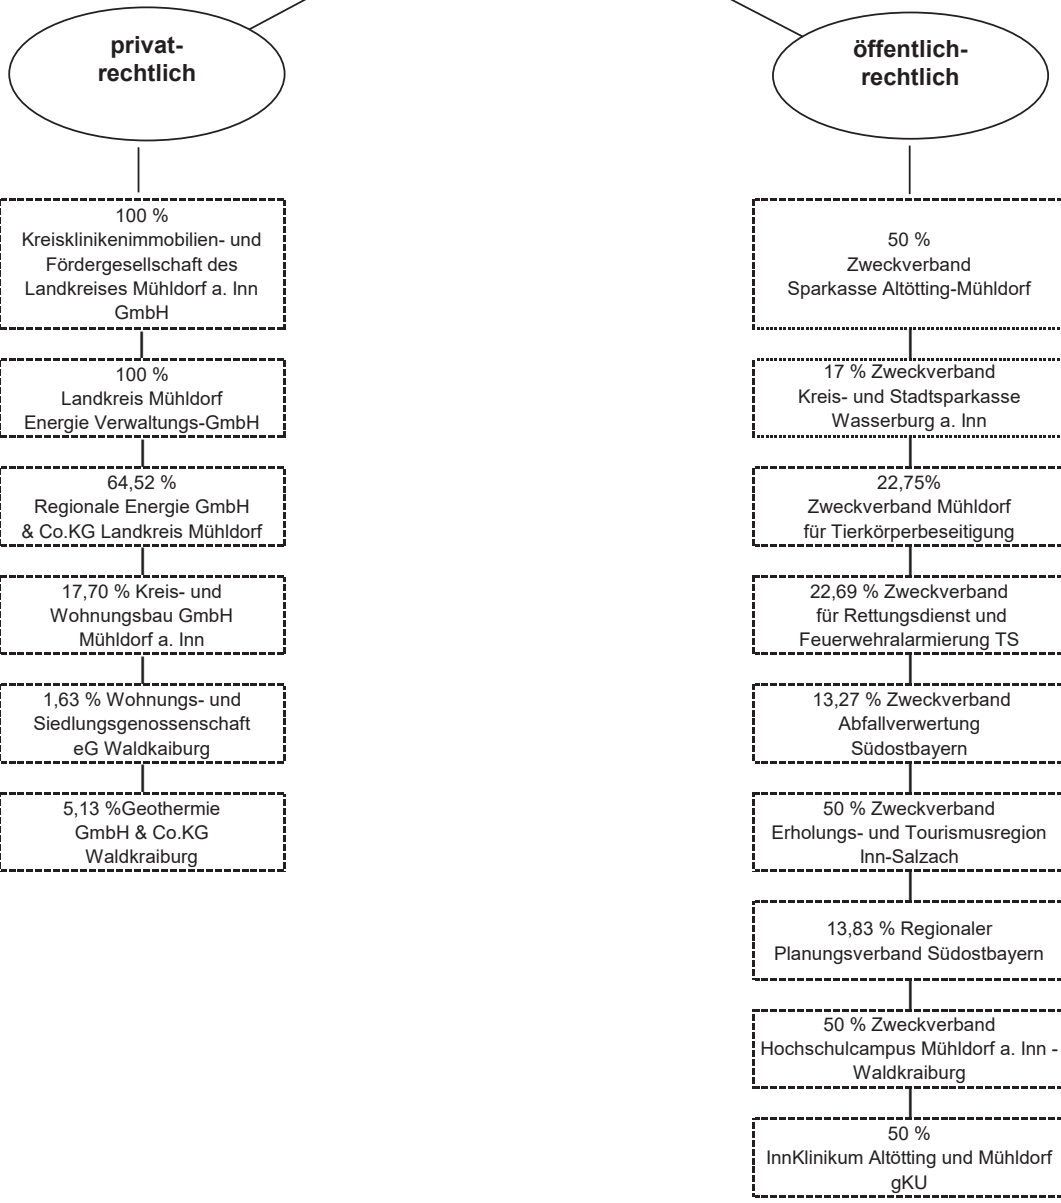 privat-
rechtlich
100 %
Kreisklinikenimmobilien- und
Fördergesellschaft des
Landkreises Mühldorf a. Inn
GmbH
100 %
Landkreis Mühldorf
Energie Verwaltungs-GmbH
64,52 %
Regionale Energie GmbH
& Co.KG Landkreis Mühldorf
17,70 % Kreis- und
Wohnungsbau GmbH
Mühldorf a. Inn
1,63 % Wohnungs- und
Siedlungsgenossenschaft
eG Waldkaiburg
5,13 %Geothermie
GmbH & Co.KG
Waldkraiburg
öffentlich-
rechtlich
50 %
Zweckverband
Sparkasse Altötting-Mühldorf
17 % Zweckverband
Kreis- und Stadtsparkasse
Wasserburg a. Inn
22,75%
Zweckverband Mühldorf
für Tierkörperbeseitigung
22,69 % Zweckverband
für Rettungsdienst und
Feuerwehralarmierung TS
13,27 % Zweckverband
Abfallverwertung
Südostbayern
50 % Zweckverband
Erholungs- und Tourismusregion
Inn-Salzach
13,83 % Regionaler
Planungsverband Südostbayern
50 % Zweckverband
Hochschulcampus Mühldorf a. Inn -
Waldkraiburg
50 %
InnKlinikum Altötting und Mühldorf
gKU